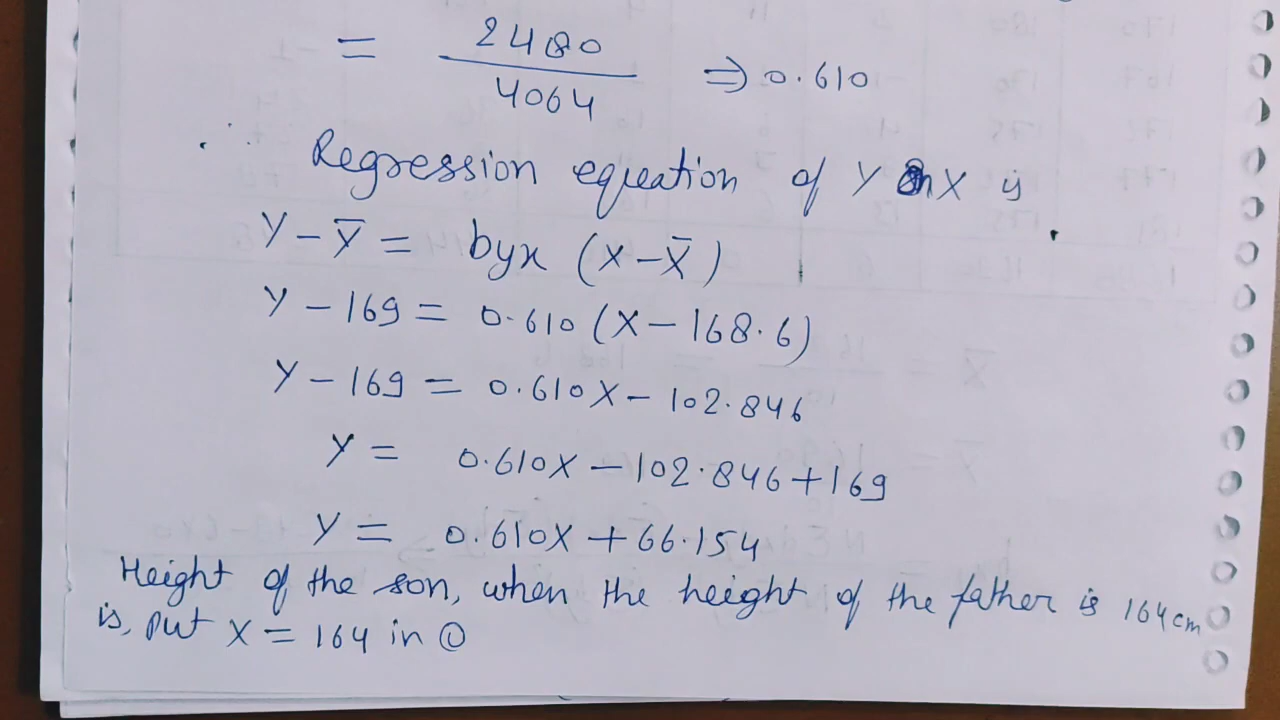 = 2480 / 4064 ⇒ 0.610
∴ Regression equation of Y on X is
Y - Y̅ = byx (X - X̅)
Y - 169 = 0.610 (X - 168.6)
Y - 169 = 0.610X - 102.846
Y = 0.610X - 102.846 + 169
Y = 0.610X + 66.154
Height of the son, when the height of the father is 164cm
is, put X = 164 in ①